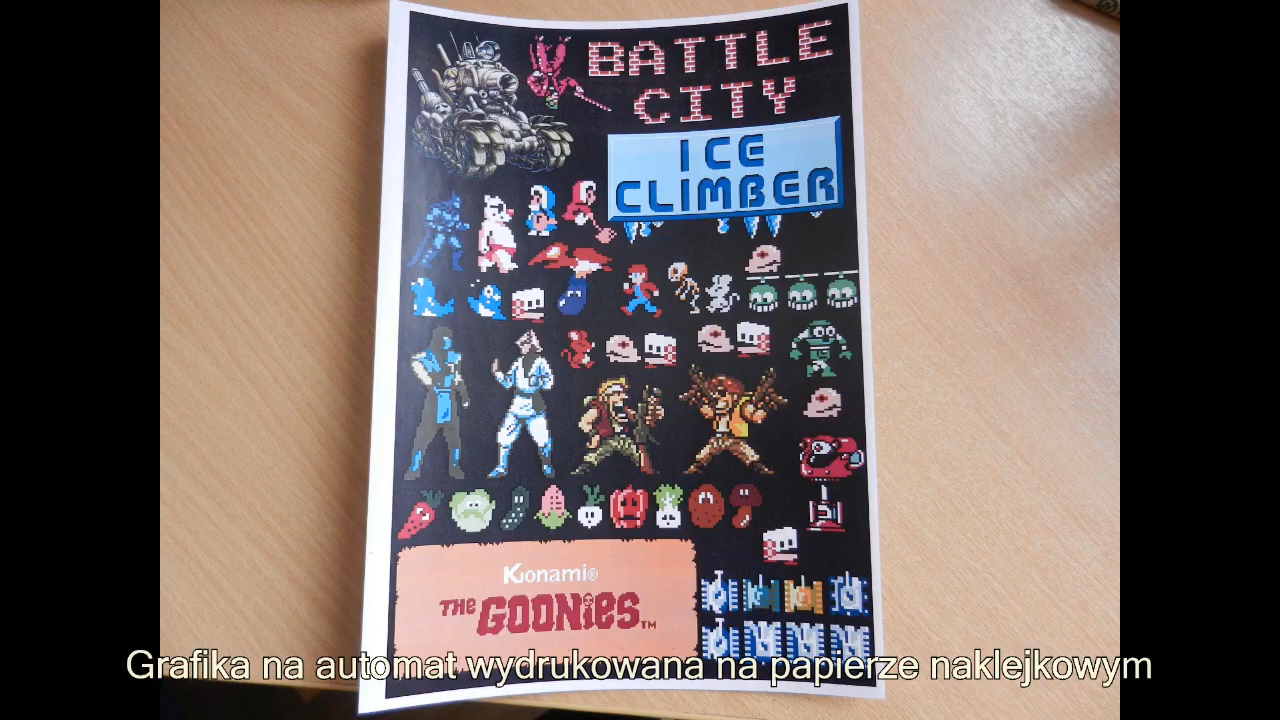 BATTLE
CITY
ICE
CLIMBER
Konami®
THE GOONIES™
Grafika na automat wydrukowana na papierze naklejkowym